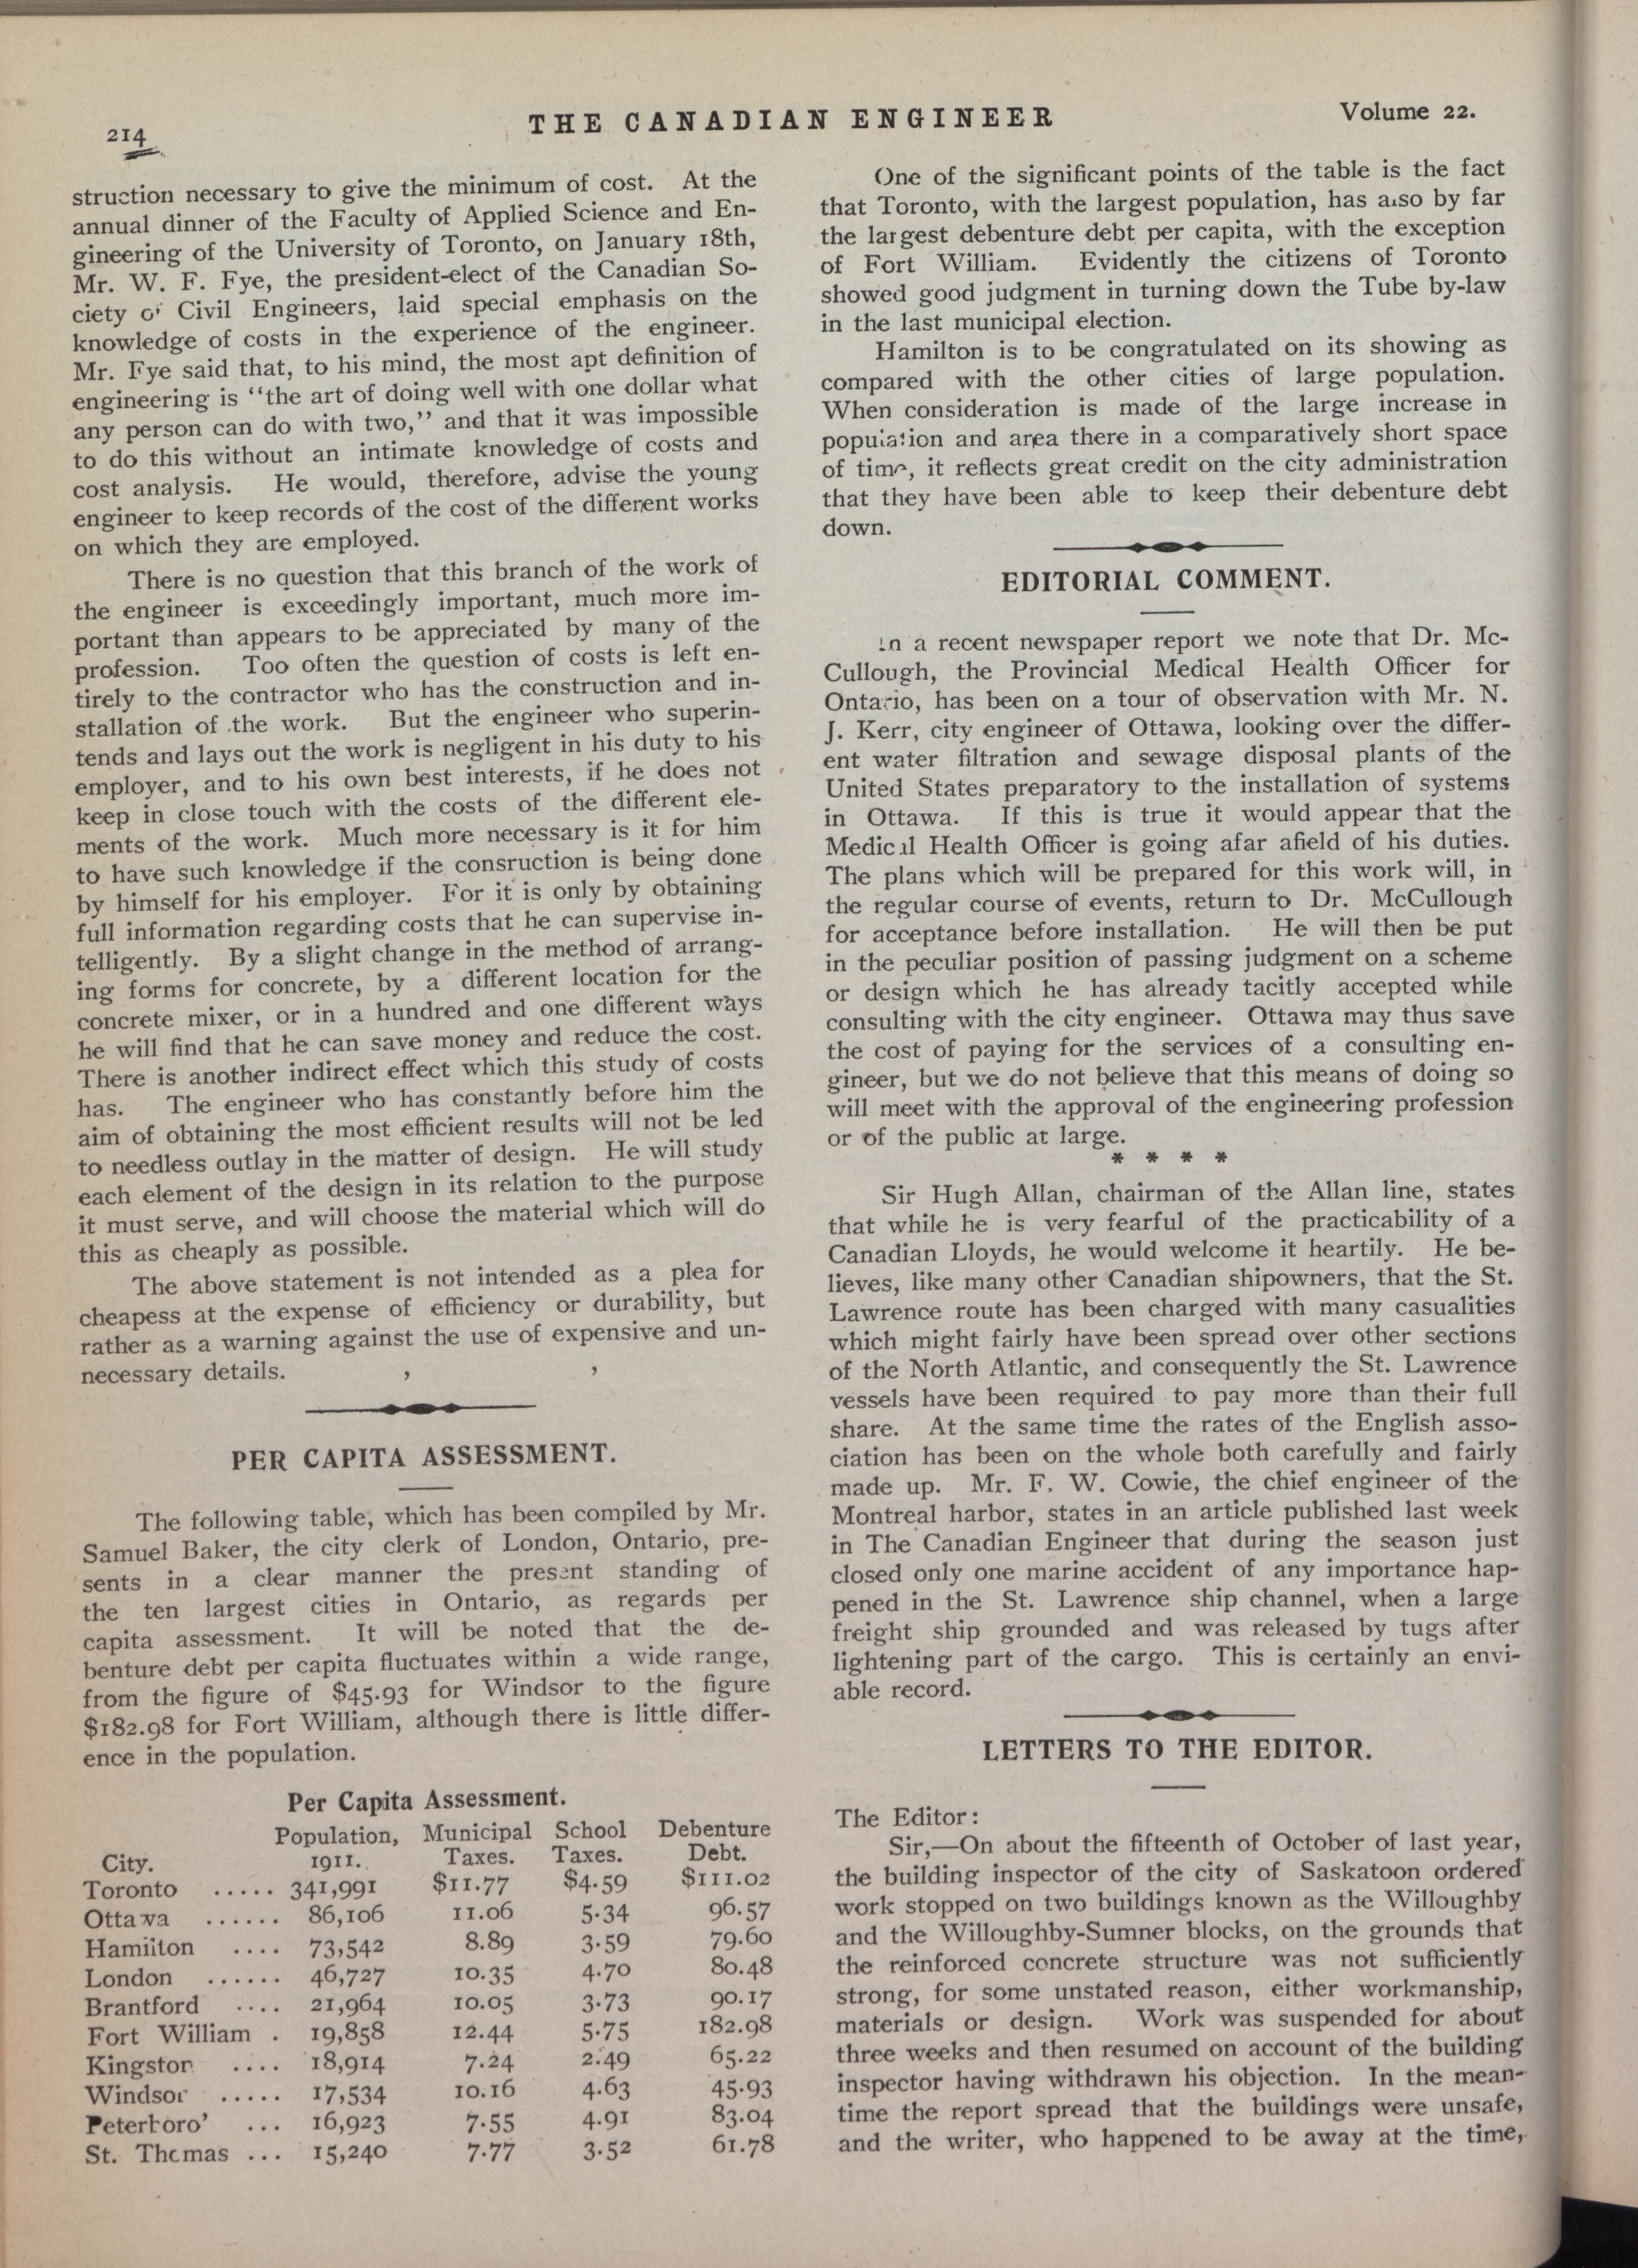 214
THE CANADIAN ENGINEER
Volume 22.
struction necessary to give the minimum of cost. At the
annual dinner of the Faculty of Applied Science and En-
gineering of the University of Toronto, on January 18th,
Mr. W. F. Fye, the president-elect of the Canadian So-
ciety of Civil Engineers, laid special emphasis on the
knowledge of costs in the experience of the engineer.
Mr. Fye said that, to his mind, the most apt definition of
engineering is "the art of doing well with one dollar what
any person can do with two," and that it was impossible
to do this without an intimate knowledge of costs and
cost analysis. He would, therefore, advise the young
engineer to keep records of the cost of the different works
on which they are employed.
There is no question that this branch of the work of
the engineer is exceedingly important, much more im-
portant than appears to be appreciated by many of the
profession. Too often the question of costs is left en-
tirely to the contractor who has the construction and in-
stallation of the work. But the engineer who superin-
tends and lays out the work is negligent in his duty to his
employer, and to his own best interests, if he does not
keep in close touch with the costs of the different ele-
ments of the work. Much more necessary is it for him
to have such knowledge if the consruction is being done
by himself for his employer. For it is only by obtaining
full information regarding costs that he can supervise in-
telligently. By a slight change in the method of arrang-
ing forms for concrete, by a different location for the
concrete mixer, or in a hundred and one different ways
he will find that he can save money and reduce the cost.
There is another indirect effect which this study of costs
has. The engineer who has constantly before him the
aim of obtaining the most efficient results will not be led
to needless outlay in the matter of design. He will study
each element of the design in its relation to the purpose
it must serve, and will choose the material which will do
this as cheaply as possible.
The above statement is not intended as a plea for
cheapess at the expense of efficiency or durability, but
rather as a warning against the use of expensive and un-
necessary details.
PER CAPITA ASSESSMENT.
The following table, which has been compiled by Mr.
Samuel Baker, the city clerk of London, Ontario, pre-
sents in a clear manner the present standing of
the ten largest cities in Ontario, as regards per
capita assessment. It will be noted that the de-
benture debt per capita fluctuates within a wide range,
from the figure of $45.93 for Windsor to the figure
$182.98 for Fort William, although there is little differ-
ence in the population.
Per Capita Assessment.
Population, Municipal School Debenture
City. 1911. Taxes. Taxes. Debt.
Toronto ..... 341,991 $11.77 $4.59 $111.02
Ottawa ...... 86,106 11.06 5.34 96.57
Hamilton .... 73,542 8.89 3.59 79.60
London ...... 46,727 10.35 4.70 80.48
Brantford .... 21,964 10.05 3.73 90.17
Fort William . 19,858 12.44 5.75 182.98
Kingston .... 18,914 7.24 2.49 65.22
Windsor ..... 17,534 10.16 4.63 45.93
Peterboro' ... 16,923 7.55 4.91 83.04
St. Thomas ... 15,240 7.77 3.52 61.78
One of the significant points of the table is the fact
that Toronto, with the largest population, has also by far
the largest debenture debt per capita, with the exception
of Fort William. Evidently the citizens of Toronto
showed good judgment in turning down the Tube by-law
in the last municipal election.
Hamilton is to be congratulated on its showing as
compared with the other cities of large population.
When consideration is made of the large increase in
population and area there in a comparatively short space
of time, it reflects great credit on the city administration
that they have been able to keep their debenture debt
down.
EDITORIAL COMMENT.
In a recent newspaper report we note that Dr. Mc-
Cullough, the Provincial Medical Health Officer for
Ontario, has been on a tour of observation with Mr. N.
J. Kerr, city engineer of Ottawa, looking over the differ-
ent water filtration and sewage disposal plants of the
United States preparatory to the installation of systems
in Ottawa. If this is true it would appear that the
Medical Health Officer is going afar afield of his duties.
The plans which will be prepared for this work will, in
the regular course of events, return to Dr. McCullough
for acceptance before installation. He will then be put
in the peculiar position of passing judgment on a scheme
or design which he has already tacitly accepted while
consulting with the city engineer. Ottawa may thus save
the cost of paying for the services of a consulting en-
gineer, but we do not believe that this means of doing so
will meet with the approval of the engineering profession
or of the public at large.
* * * *
Sir Hugh Allan, chairman of the Allan line, states
that while he is very fearful of the practicability of a
Canadian Lloyds, he would welcome it heartily. He be-
lieves, like many other Canadian shipowners, that the St.
Lawrence route has been charged with many casualities
which might fairly have been spread over other sections
of the North Atlantic, and consequently the St. Lawrence
vessels have been required to pay more than their full
share. At the same time the rates of the English asso-
ciation has been on the whole both carefully and fairly
made up. Mr. F. W. Cowie, the chief engineer of the
Montreal harbor, states in an article published last week
in The Canadian Engineer that during the season just
closed only one marine accident of any importance hap-
pened in the St. Lawrence ship channel, when a large
freight ship grounded and was released by tugs after
lightening part of the cargo. This is certainly an envi-
able record.
LETTERS TO THE EDITOR.
The Editor:
Sir,—On about the fifteenth of October of last year,
the building inspector of the city of Saskatoon ordered
work stopped on two buildings known as the Willoughby
and the Willoughby-Sumner blocks, on the grounds that
the reinforced concrete structure was not sufficiently
strong, for some unstated reason, either workmanship,
materials or design. Work was suspended for about
three weeks and then resumed on account of the building
inspector having withdrawn his objection. In the mean-
time the report spread that the buildings were unsafe,
and the writer, who happened to be away at the time,